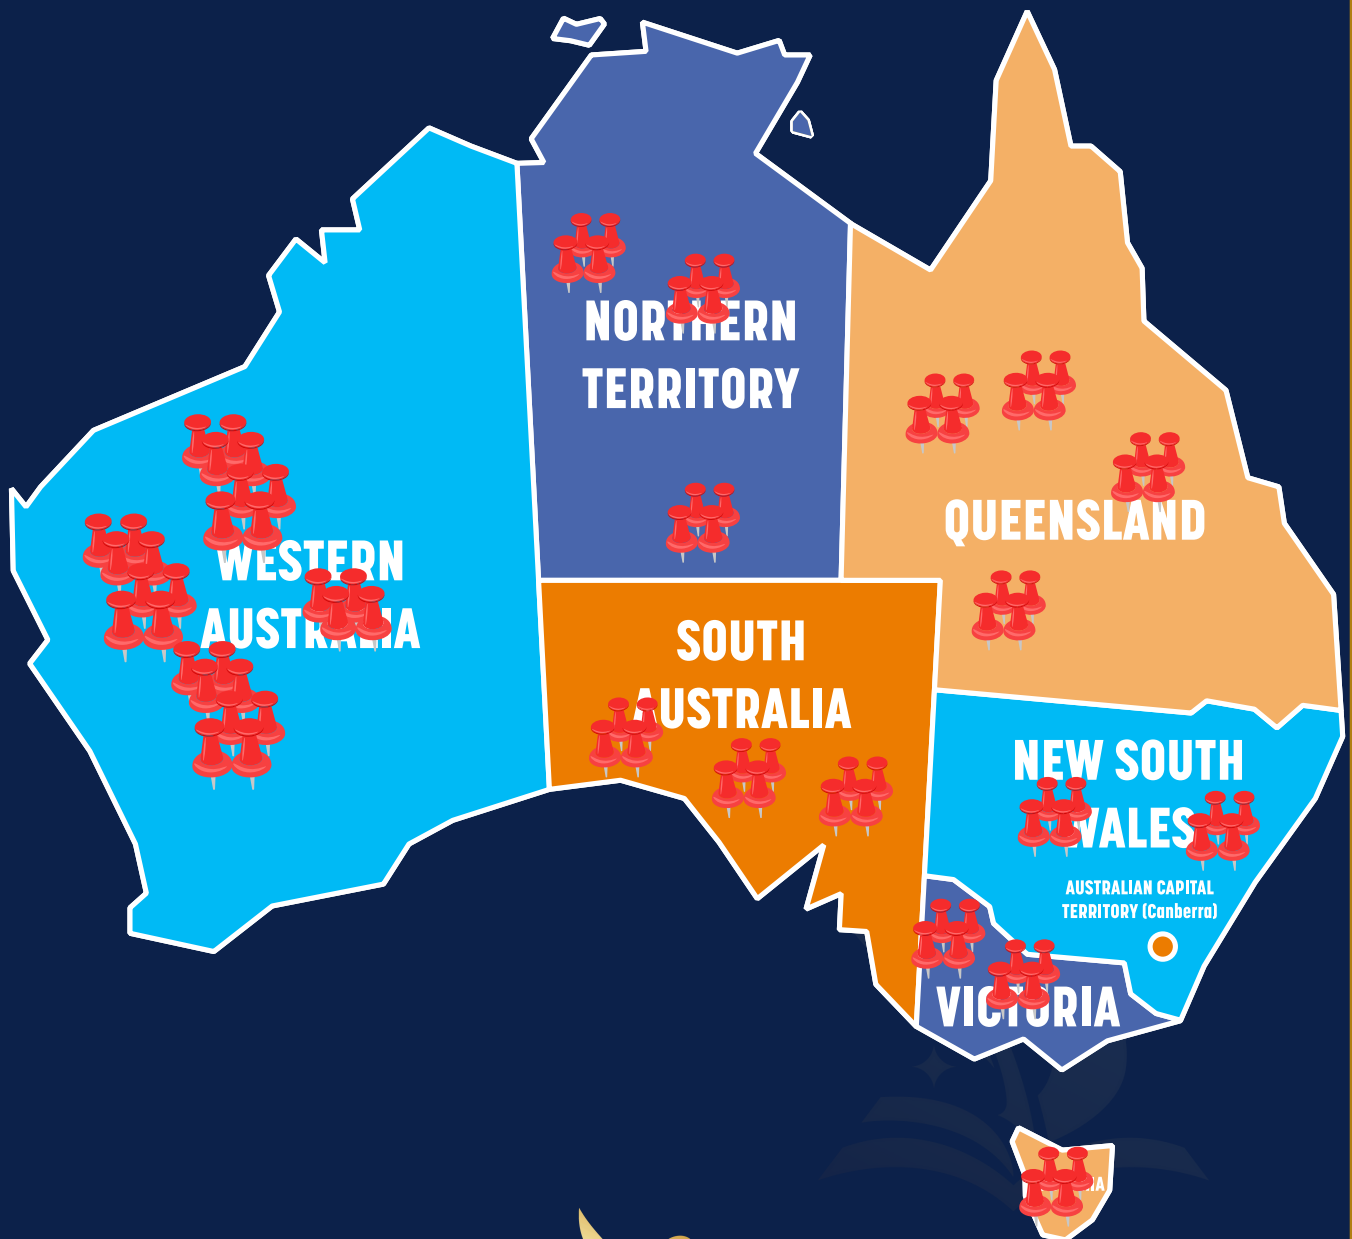 NORTHERN
TERRITORY
QUEENSLAND
WESTERN
AUSTRALIA
SOUTH
AUSTRALIA
NEW SOUTH
WALES
AUSTRALIAN CAPITAL
TERRITORY (Canberra)
VICTORIA